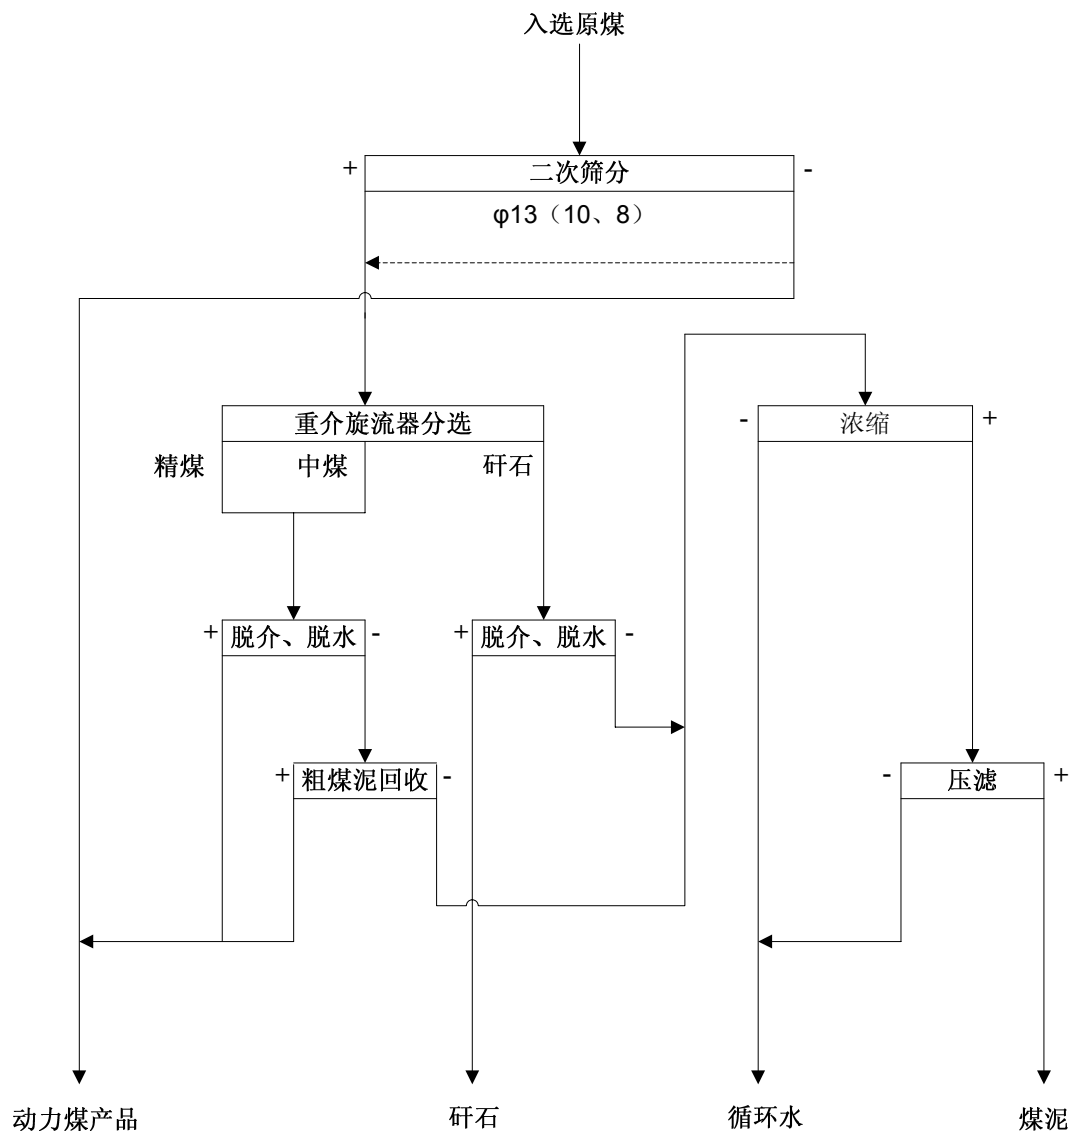 入选原煤
+ 二次筛分 -
φ13（10、8）
重介旋流器分选
- 浓缩 +
精煤 中煤 矸石
+ 脱介、脱水 -
+ 脱介、脱水 -
+ 粗煤泥回收 -
- 压滤 +
动力煤产品 矸石 循环水 煤泥